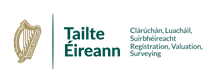 Tailte
Éireann
Clárúchán, Luacháil,
Suirbhéireacht
Registration, Valuation,
Surveying